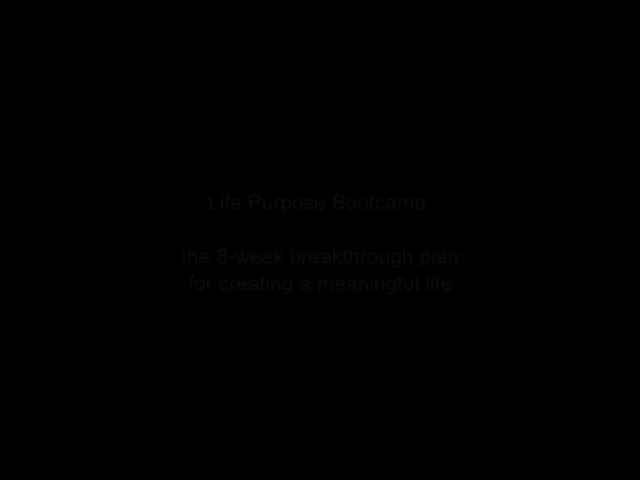 Life Purpose Bootcamp
the 8-week breakthrough plan
for creating a meaningful life